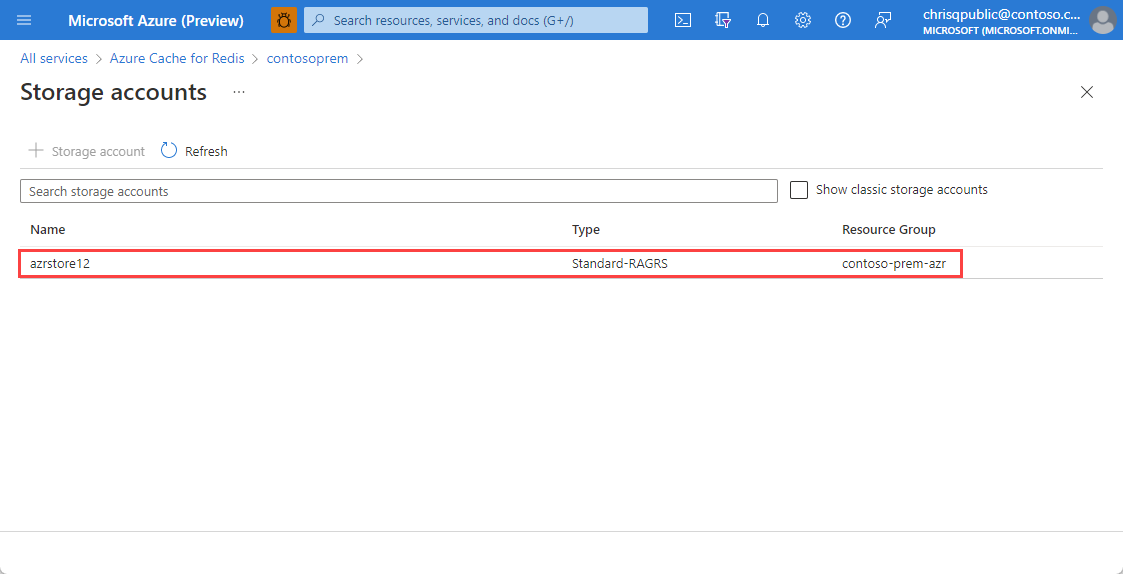 Microsoft Azure (Preview)
Search resources, services, and docs (G+/)
chrisqpublic@contoso.c...
MICROSOFT (MICROSOFT.ONMI...
All services > Azure Cache for Redis > contosoprem >
Storage accounts ...
+ Storage account Refresh
Search storage accounts
Show classic storage accounts
Name Type Resource Group
azrstore12 Standard-RAGRS contoso-prem-azr